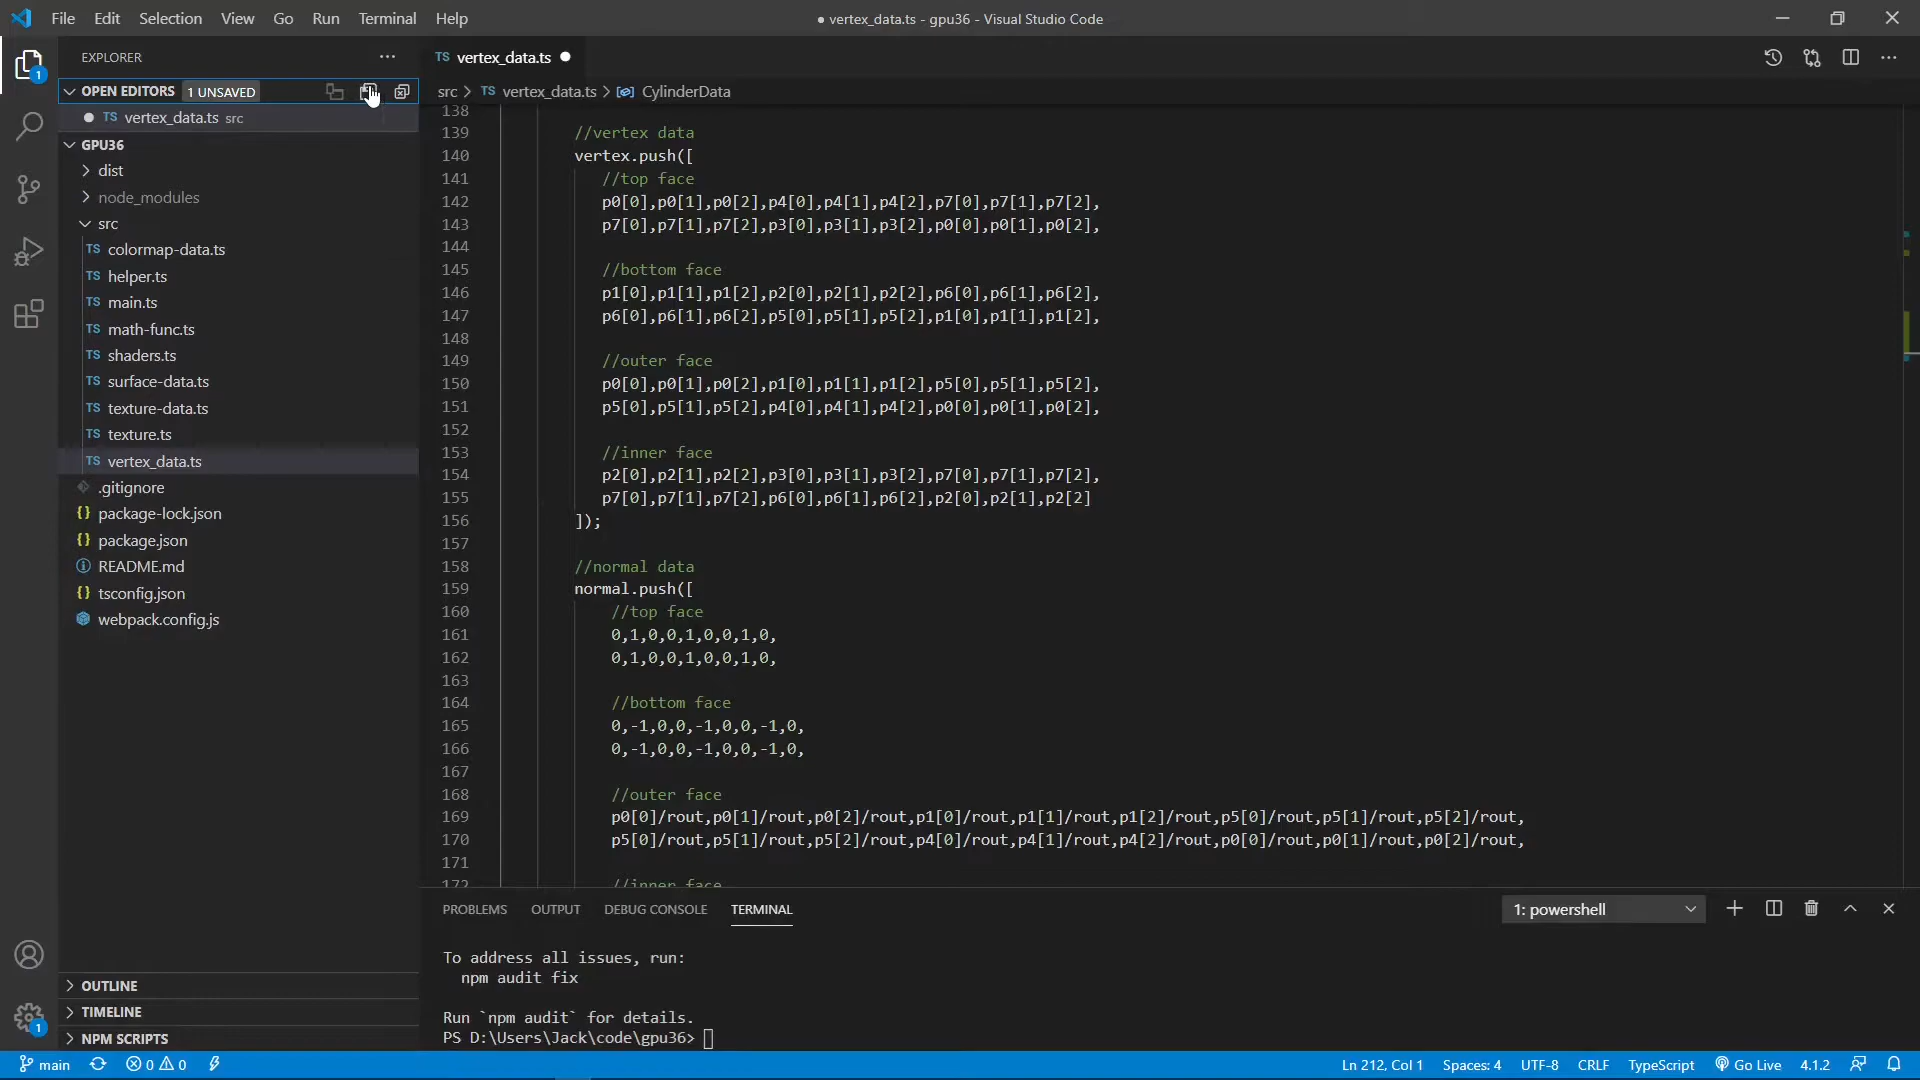 File Edit Selection View Go Run Terminal Help
● vertex_data.ts - gpu36 - Visual Studio Code
EXPLORER
1
OPEN EDITORS 1 UNSAVED
TS vertex_data.ts src
GPU36
dist
node_modules
src
TS colormap-data.ts
TS helper.ts
TS main.ts
TS math-func.ts
TS shaders.ts
TS surface-data.ts
TS texture-data.ts
TS texture.ts
TS vertex_data.ts
.gitignore
{} package-lock.json
{} package.json
README.md
{} tsconfig.json
webpack.config.js
OUTLINE
TIMELINE
NPM SCRIPTS
1
TS vertex_data.ts
src > TS vertex_data.ts > CylinderData
138
139 //vertex data
140 vertex.push([
141 //top face
142 p0[0],p0[1],p0[2],p4[0],p4[1],p4[2],p7[0],p7[1],p7[2],
143 p7[0],p7[1],p7[2],p3[0],p3[1],p3[2],p0[0],p0[1],p0[2],
144
145 //bottom face
146 p1[0],p1[1],p1[2],p2[0],p2[1],p2[2],p6[0],p6[1],p6[2],
147 p6[0],p6[1],p6[2],p5[0],p5[1],p5[2],p1[0],p1[1],p1[2],
148
149 //outer face
150 p0[0],p0[1],p0[2],p1[0],p1[1],p1[2],p5[0],p5[1],p5[2],
151 p5[0],p5[1],p5[2],p4[0],p4[1],p4[2],p0[0],p0[1],p0[2],
152
153 //inner face
154 p2[0],p2[1],p2[2],p3[0],p3[1],p3[2],p7[0],p7[1],p7[2],
155 p7[0],p7[1],p7[2],p6[0],p6[1],p6[2],p2[0],p2[1],p2[2]
156 ]);
157
158 //normal data
159 normal.push([
160 //top face
161 0,1,0,0,1,0,0,1,0,
162 0,1,0,0,1,0,0,1,0,
163
164 //bottom face
165 0,-1,0,0,-1,0,0,-1,0,
166 0,-1,0,0,-1,0,0,-1,0,
167
168 //outer face
169 p0[0]/rout,p0[1]/rout,p0[2]/rout,p1[0]/rout,p1[1]/rout,p1[2]/rout,p5[0]/rout,p5[1]/rout,p5[2]/rout,
170 p5[0]/rout,p5[1]/rout,p5[2]/rout,p4[0]/rout,p4[1]/rout,p4[2]/rout,p0[0]/rout,p0[1]/rout,p0[2]/rout,
171
172 //inner face
PROBLEMS OUTPUT DEBUG CONSOLE TERMINAL
1: powershell
To address all issues, run:
npm audit fix
Run `npm audit` for details.
PS D:\Users\Jack\code\gpu36>
main 0 0
Ln 212, Col 1 Spaces: 4 UTF-8 CRLF TypeScript Go Live 4.1.2